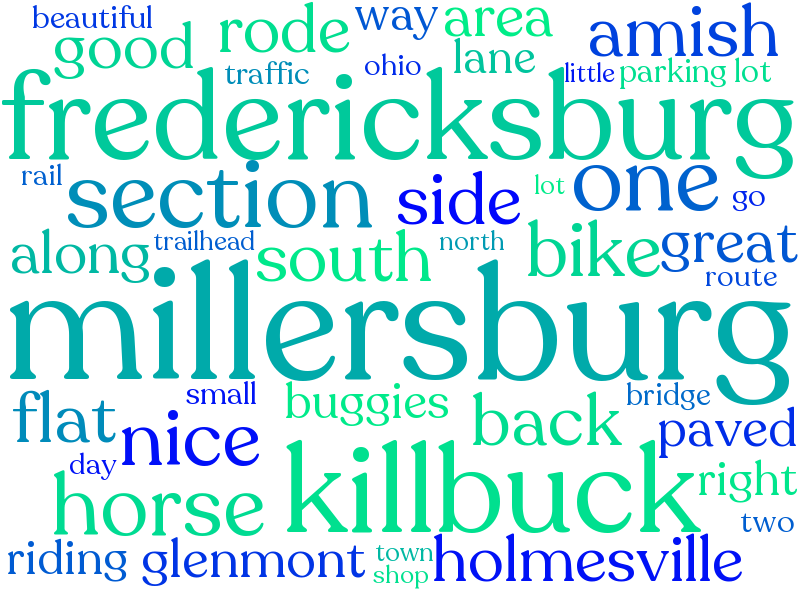 beautiful
good
rode
way
area
amish
traffic
ohio
lane
little
parking lot
fredericksburg
rail
section
side
lot
one
go
along
trailhead
south
north
bike
great
route
millersburg
flat
small
buggies
back
bridge
paved
nice
day
horse
killbuck
right
two
riding
glenmont
town
shop
holmesville